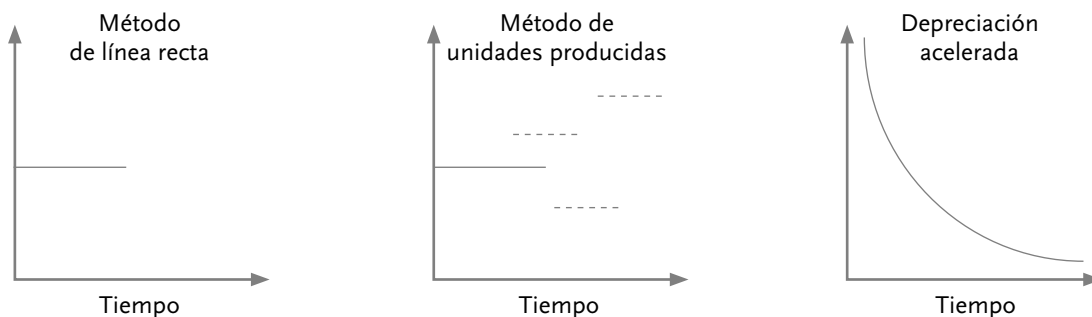 Método
de línea recta
Método de
unidades producidas
Depreciación
acelerada
Tiempo
Tiempo
Tiempo